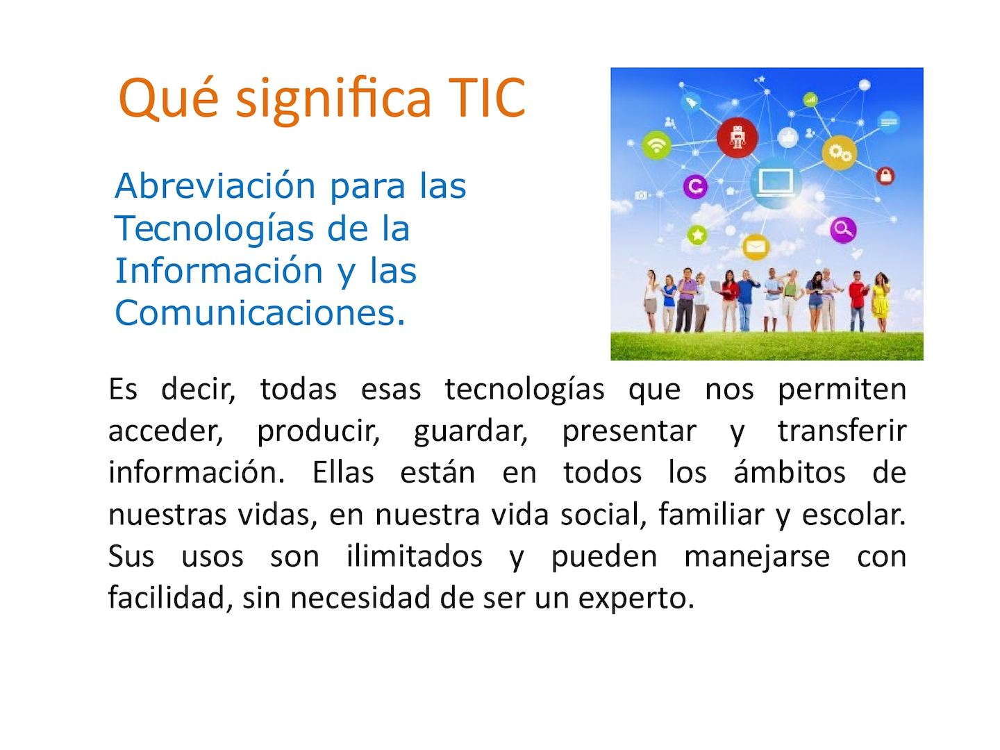 Qué significa TIC
Abreviación para las
Tecnologías de la
Información y las
Comunicaciones.
Es decir, todas esas tecnologías que nos permiten
acceder, producir, guardar, presentar y transferir
información. Ellas están en todos los ámbitos de
nuestras vidas, en nuestra vida social, familiar y escolar.
Sus usos son ilimitados y pueden manejarse con
facilidad, sin necesidad de ser un experto.